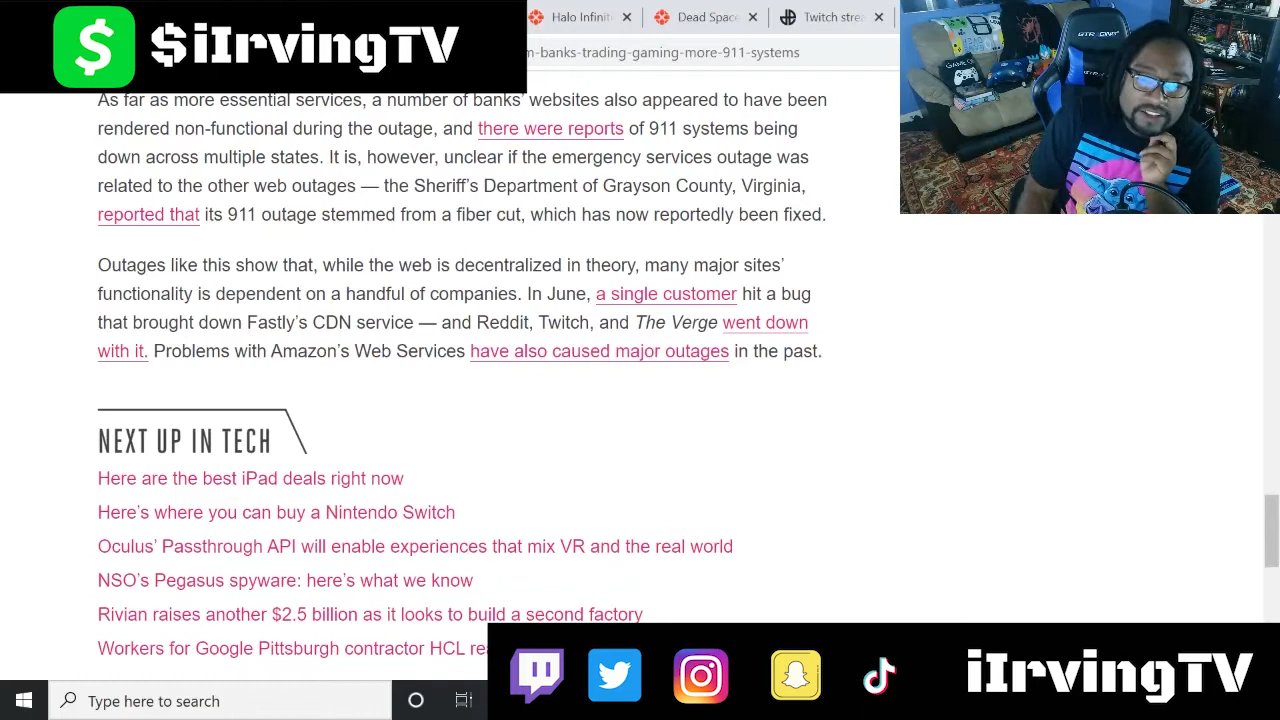 $iIrvingTV
Halo Infinit
Dead Space
Twitch strea
m-banks-trading-gaming-more-911-systems
As far as more essential services, a number of banks' websites also appeared to have been
rendered non-functional during the outage, and there were reports of 911 systems being
down across multiple states. It is, however, unclear if the emergency services outage was
related to the other web outages — the Sheriff's Department of Grayson County, Virginia,
reported that its 911 outage stemmed from a fiber cut, which has now reportedly been fixed.
Outages like this show that, while the web is decentralized in theory, many major sites'
functionality is dependent on a handful of companies. In June, a single customer hit a bug
that brought down Fastly's CDN service — and Reddit, Twitch, and The Verge went down
with it. Problems with Amazon's Web Services have also caused major outages in the past.
NEXT UP IN TECH
Here are the best iPad deals right now
Here's where you can buy a Nintendo Switch
Oculus' Passthrough API will enable experiences that mix VR and the real world
NSO's Pegasus spyware: here's what we know
Rivian raises another $2.5 billion as it looks to build a second factory
Workers for Google Pittsburgh contractor HCL rea
iIrvingTV
Type here to search